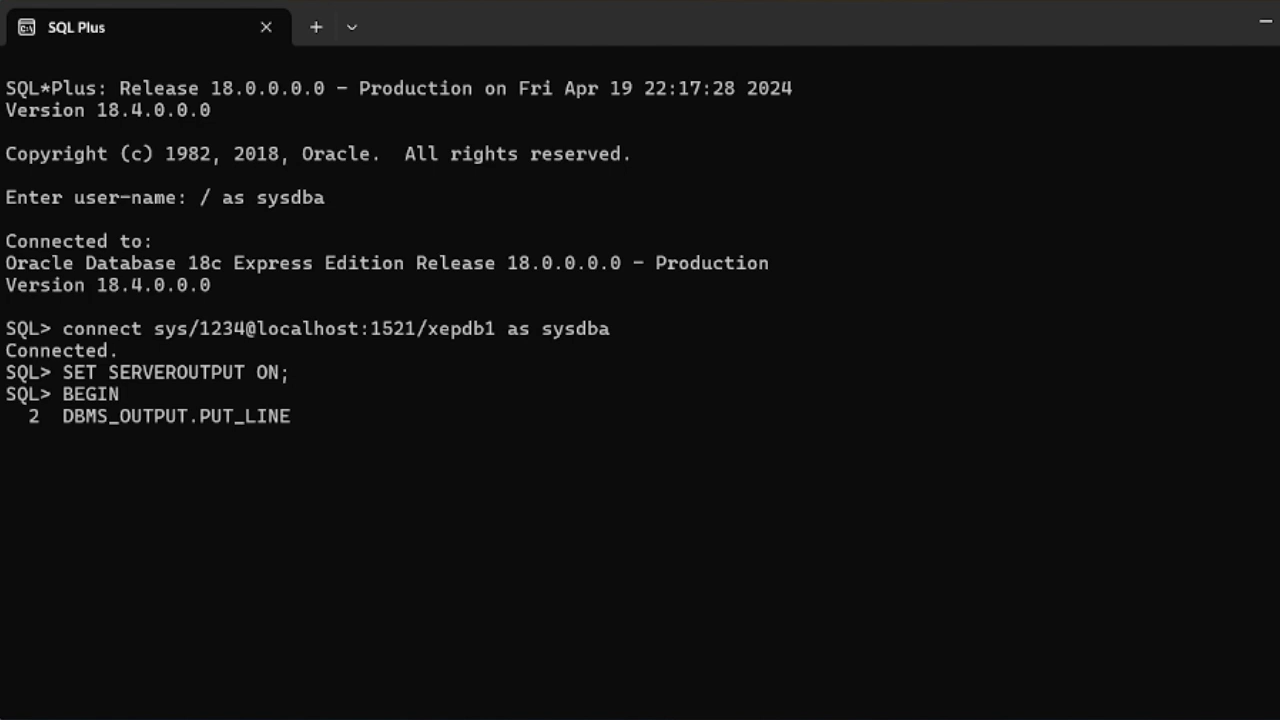 SQL Plus
SQL*Plus: Release 18.0.0.0.0 - Production on Fri Apr 19 22:17:28 2024
Version 18.4.0.0.0
Copyright (c) 1982, 2018, Oracle.  All rights reserved.
Enter user-name: / as sysdba
Connected to:
Oracle Database 18c Express Edition Release 18.0.0.0.0 - Production
Version 18.4.0.0.0
SQL> connect sys/1234@localhost:1521/xepdb1 as sysdba
Connected.
SQL> SET SERVEROUTPUT ON;
SQL> BEGIN
  2  DBMS_OUTPUT.PUT_LINE